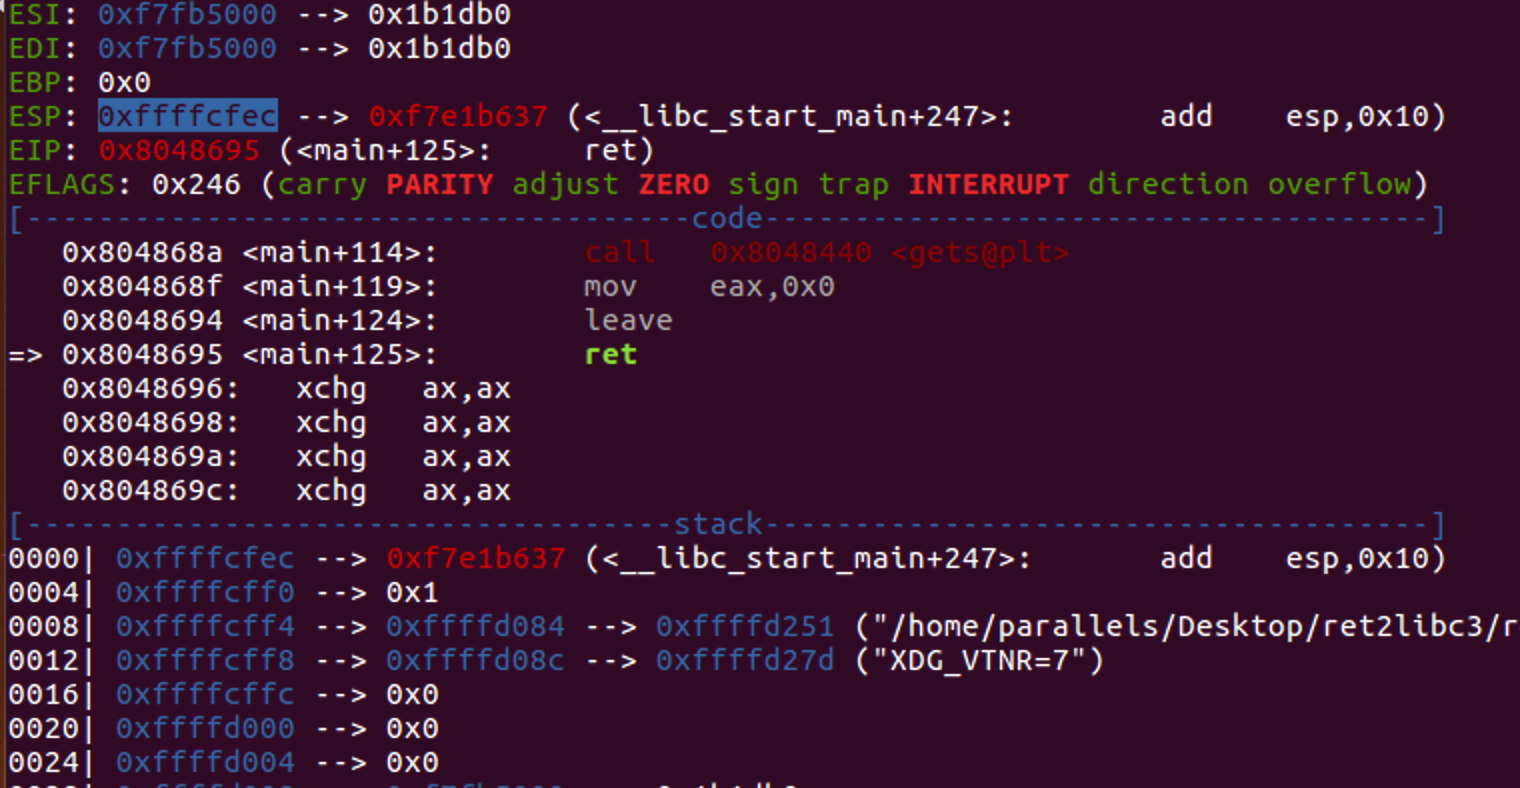 ESI: 0xf7fb5000 --> 0x1b1db0
EDI: 0xf7fb5000 --> 0x1b1db0
EBP: 0x0
ESP: 0xffffcfec --> 0xf7e1b637 (<__libc_start_main+247>: add esp,0x10)
EIP: 0x8048695 (<main+125>: ret)
EFLAGS: 0x246 (carry PARITY adjust ZERO sign trap INTERRUPT direction overflow)
[-------------------------------------code-------------------------------------]
0x804868a <main+114>: call 0x8048440 <gets@plt>
0x804868f <main+119>: mov eax,0x0
0x8048694 <main+124>: leave
=> 0x8048695 <main+125>: ret
0x8048696: xchg ax,ax
0x8048698: xchg ax,ax
0x804869a: xchg ax,ax
0x804869c: xchg ax,ax
[------------------------------------stack-------------------------------------]
0000| 0xffffcfec --> 0xf7e1b637 (<__libc_start_main+247>: add esp,0x10)
0004| 0xffffcff0 --> 0x1
0008| 0xffffcff4 --> 0xffffd084 --> 0xffffd251 ("/home/parallels/Desktop/ret2libc3/r
0012| 0xffffcff8 --> 0xffffd08c --> 0xffffd27d ("XDG_VTNR=7")
0016| 0xffffcffc --> 0x0
0020| 0xffffd000 --> 0x0
0024| 0xffffd004 --> 0x0